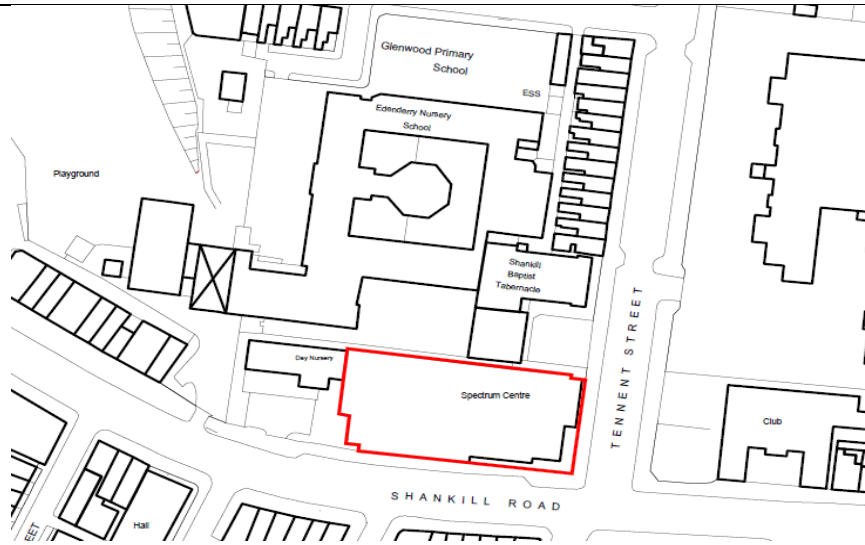 Glenwood Primary
School
ESS
Edenderry Nursery
School
Playground
Shankill
Baptist
Tabernacle
TENNENT STREET
Day Nursery
Spectrum Centre
Club
SHANKILL ROAD
Hall